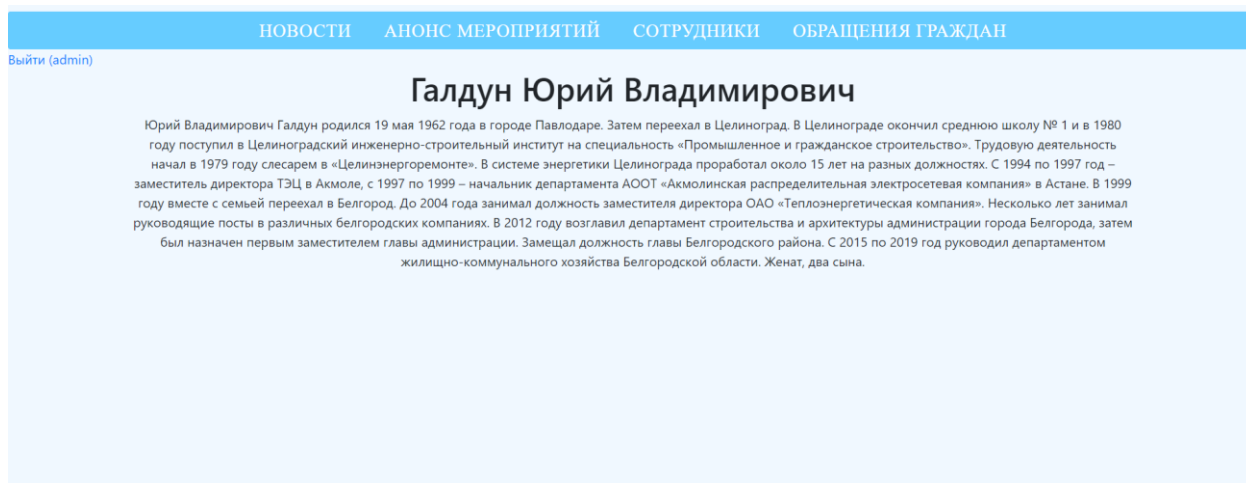 НОВОСТИ АНОНС МЕРОПРИЯТИЙ СОТРУДНИКИ ОБРАЩЕНИЯ ГРАЖДАН
Выйти (admin)
Галдун Юрий Владимирович
Юрий Владимирович Галдун родился 19 мая 1962 года в городе Павлодаре. Затем переехал в Целиноград. В Целинограде окончил среднюю школу № 1 и в 1980
году поступил в Целиноградский инженерно-строительный институт на специальность «Промышленное и гражданское строительство». Трудовую деятельность
начал в 1979 году слесарем в «Целинэнергоремонте». В системе энергетики Целинограда проработал около 15 лет на разных должностях. С 1994 по 1997 год –
заместитель директора ТЭЦ в Акмоле, с 1997 по 1999 – начальник департамента АООТ «Акмолинская распределительная электросетевая компания» в Астане. В 1999
году вместе с семьей переехал в Белгород. До 2004 года занимал должность заместителя директора ОАО «Теплоэнергетическая компания». Несколько лет занимал
руководящие посты в различных белгородских компаниях. В 2012 году возглавил департамент строительства и архитектуры администрации города Белгорода, затем
был назначен первым заместителем главы администрации. Замещал должность главы Белгородского района. С 2015 по 2019 год руководил департаментом
жилищно-коммунального хозяйства Белгородской области. Женат, два сына.